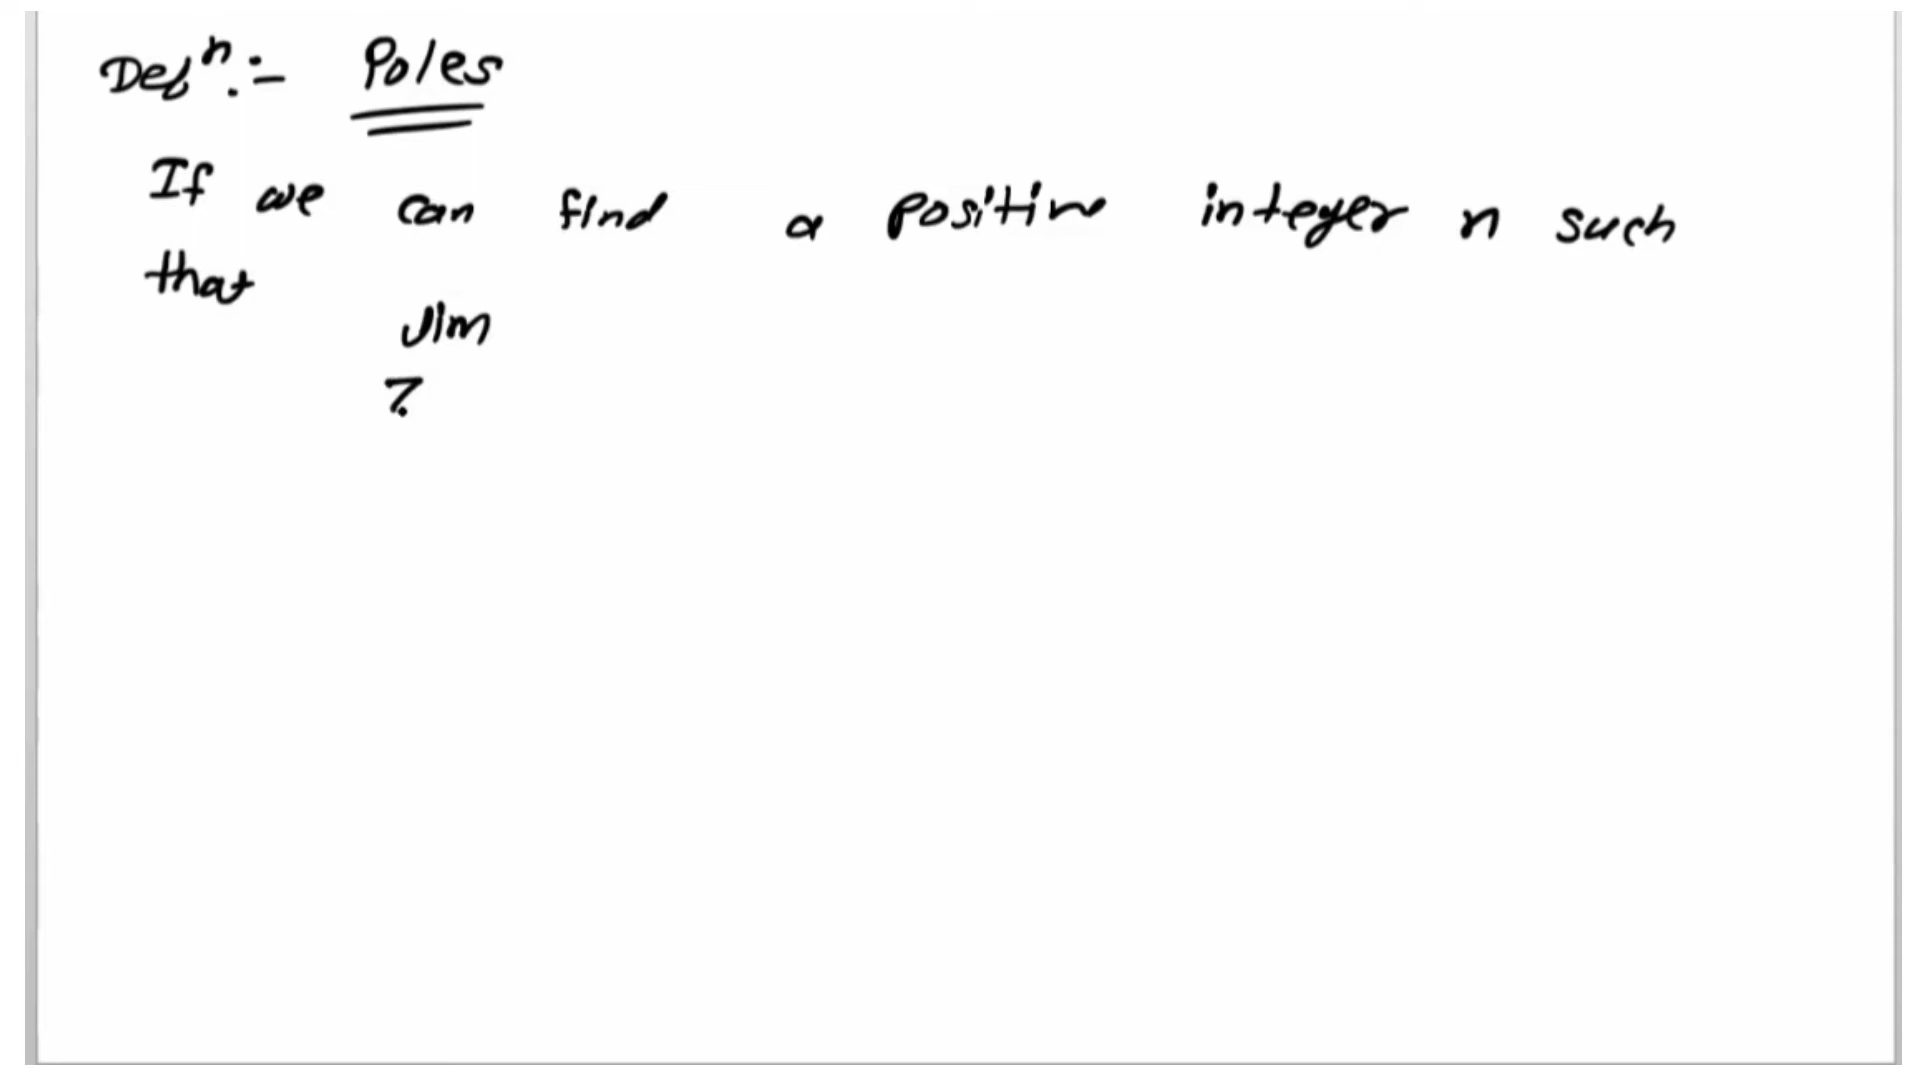 Defⁿ:- Poles
If we can find a positive integer n such
that
lim
z